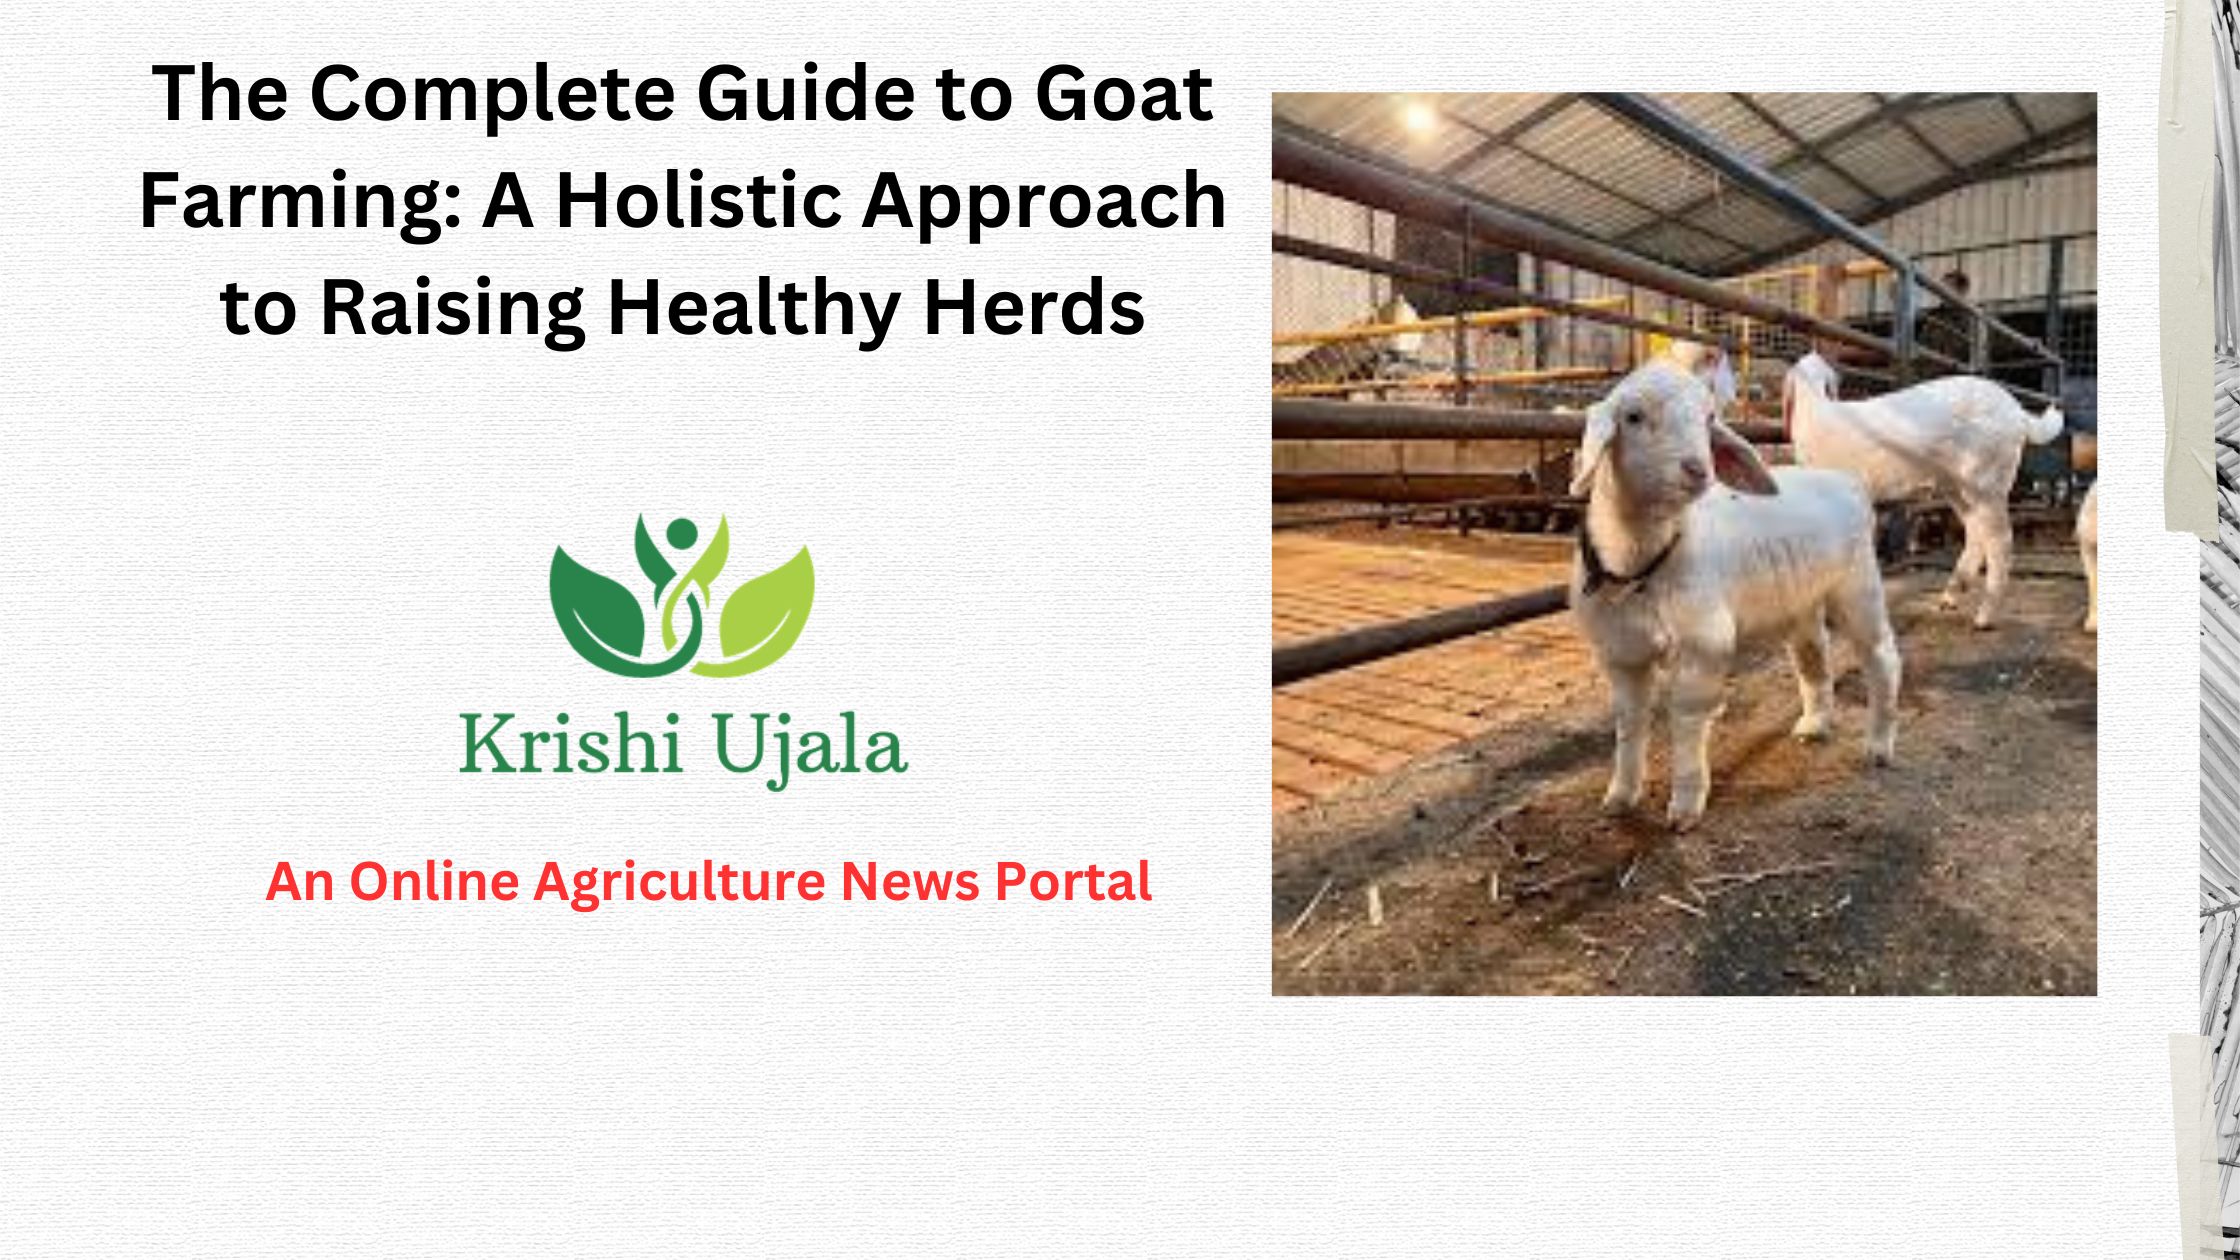 The Complete Guide to Goat
Farming: A Holistic Approach
to Raising Healthy Herds
Krishi Ujala
An Online Agriculture News Portal